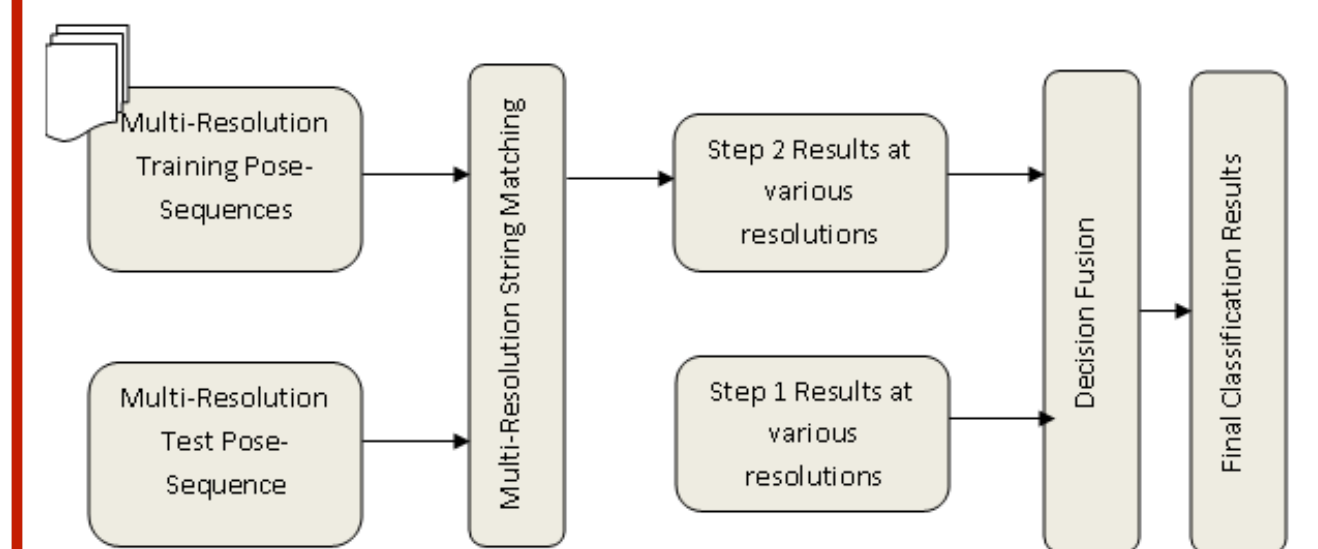 Multi-Resolution
Training Pose-
Sequences
Multi-Resolution
Test Pose-
Sequence
Multi-Resolution String Matching
Step 2 Results at
various
resolutions
Step 1 Results at
various
resolutions
Decision Fusion
Final Classification Results